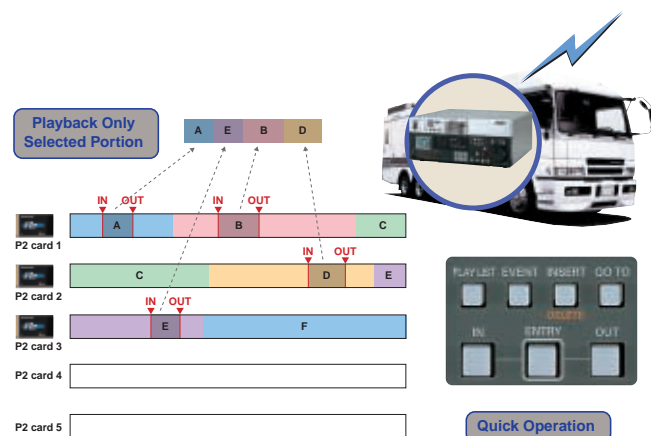 Playback Only
Selected Portion
A E B D
IN OUT IN OUT
A B C
P2 card 1
IN OUT
C D E
P2 card 2
IN OUT
E F
P2 card 3
P2 card 4
P2 card 5
PLAY LIST EVENT INSERT GO TO
DELETE
IN ENTRY OUT
Quick Operation